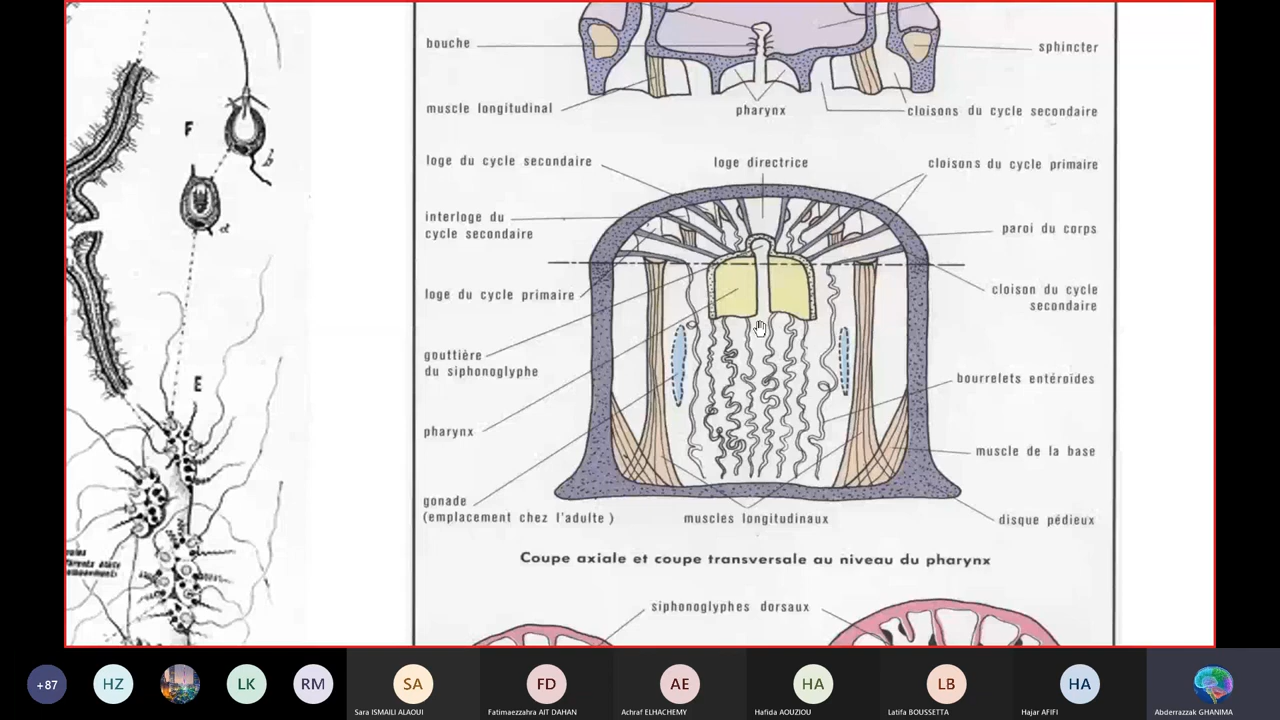 bouche
sphincter
muscle longitudinal
pharynx
cloisons du cycle secondaire
F
b
a
loge du cycle secondaire
loge directrice
cloisons du cycle primaire
interloge du
cycle secondaire
paroi du corps
loge du cycle primaire
cloison du cycle
secondaire
gouttière
du siphonoglyphe
E
bourrelets entéroïdes
pharynx
muscle de la base
gonade
(emplacement chez l'adulte )
muscles longitudinaux
disque pédieux
Coupe axiale et coupe transversale au niveau du pharynx
siphonoglyphes dorsaux
+87
HZ
LK
RM
SA
FD
AE
HA
LB
HA
Sara ISMAILI ALAOUI
Fatimaezzahra AIT DAHAN
Achraf ELHACHEMY
Hafida AOUZIOU
Latifa BOUSSETTA
Hajar AFIFI
Abderrazzak GHANIMA